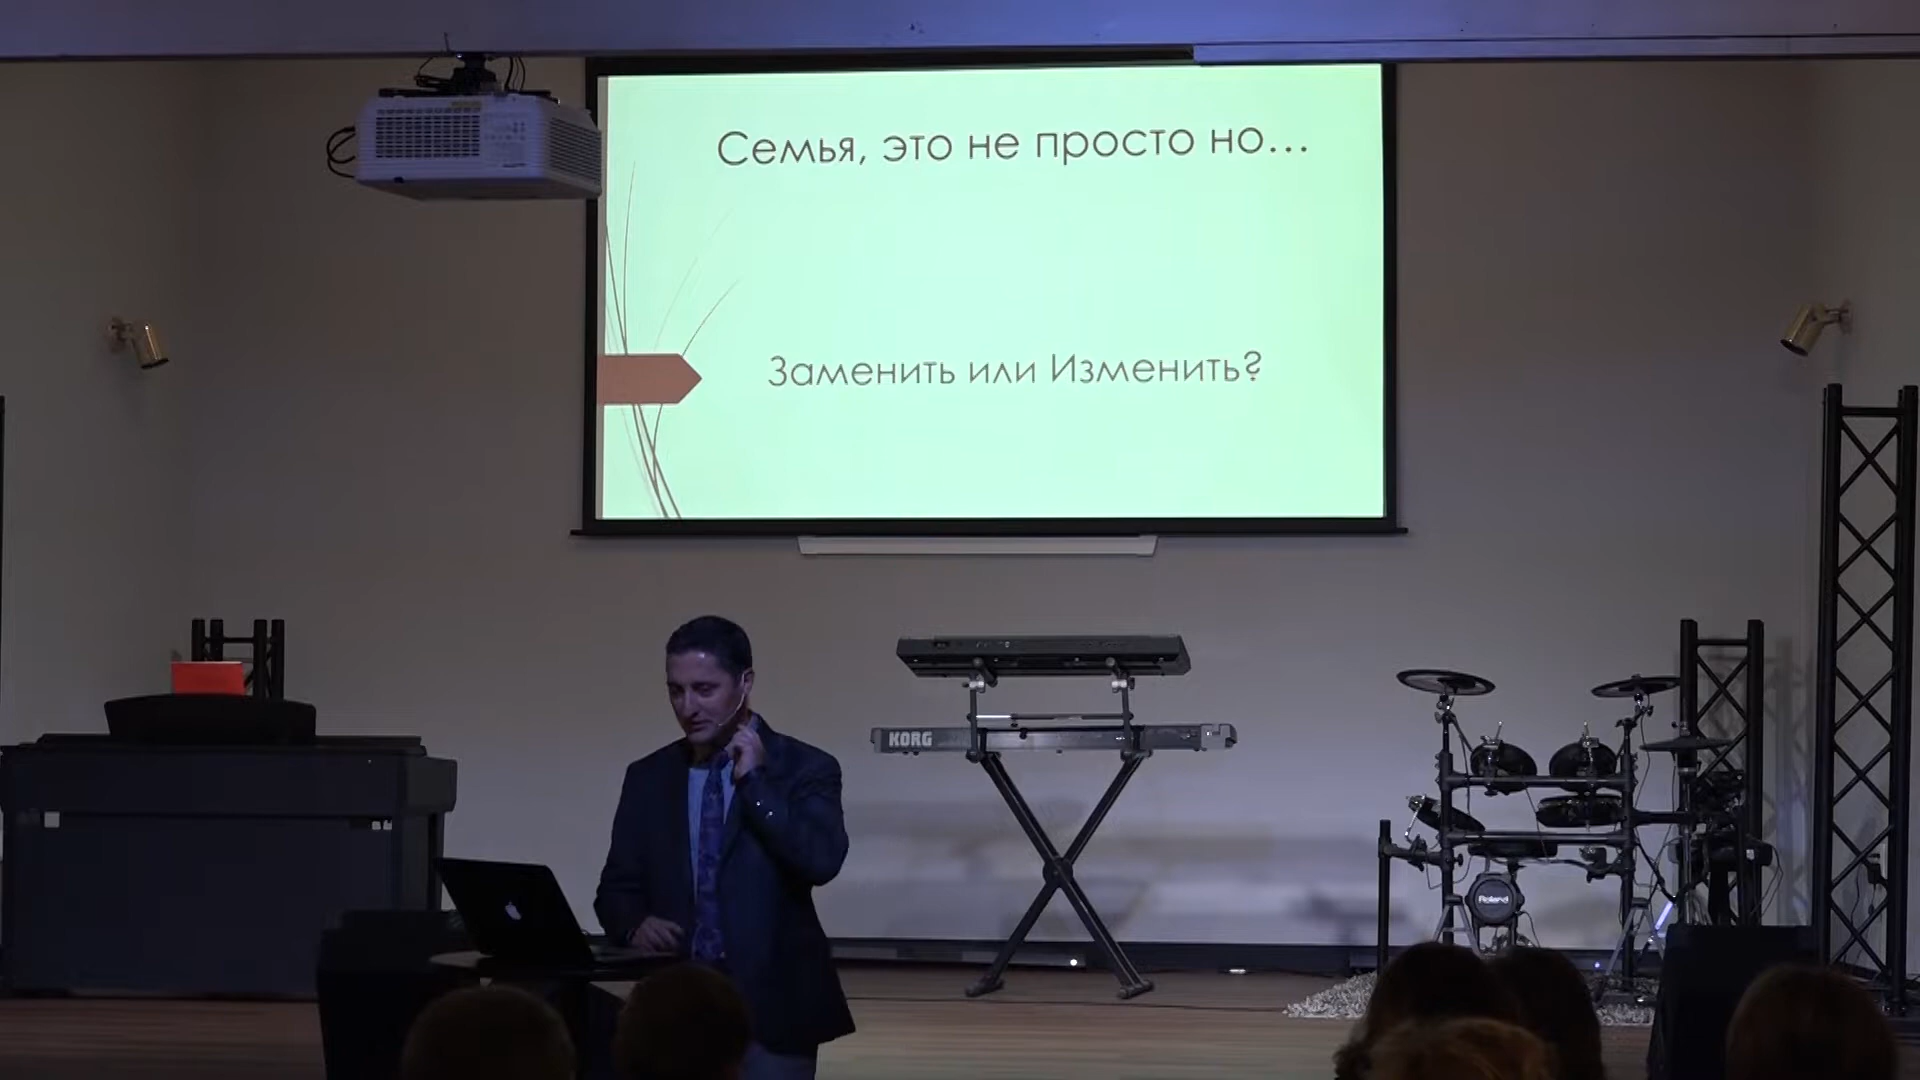 Семья, это не просто но...
Заменить или Изменить?
KORG
Roland